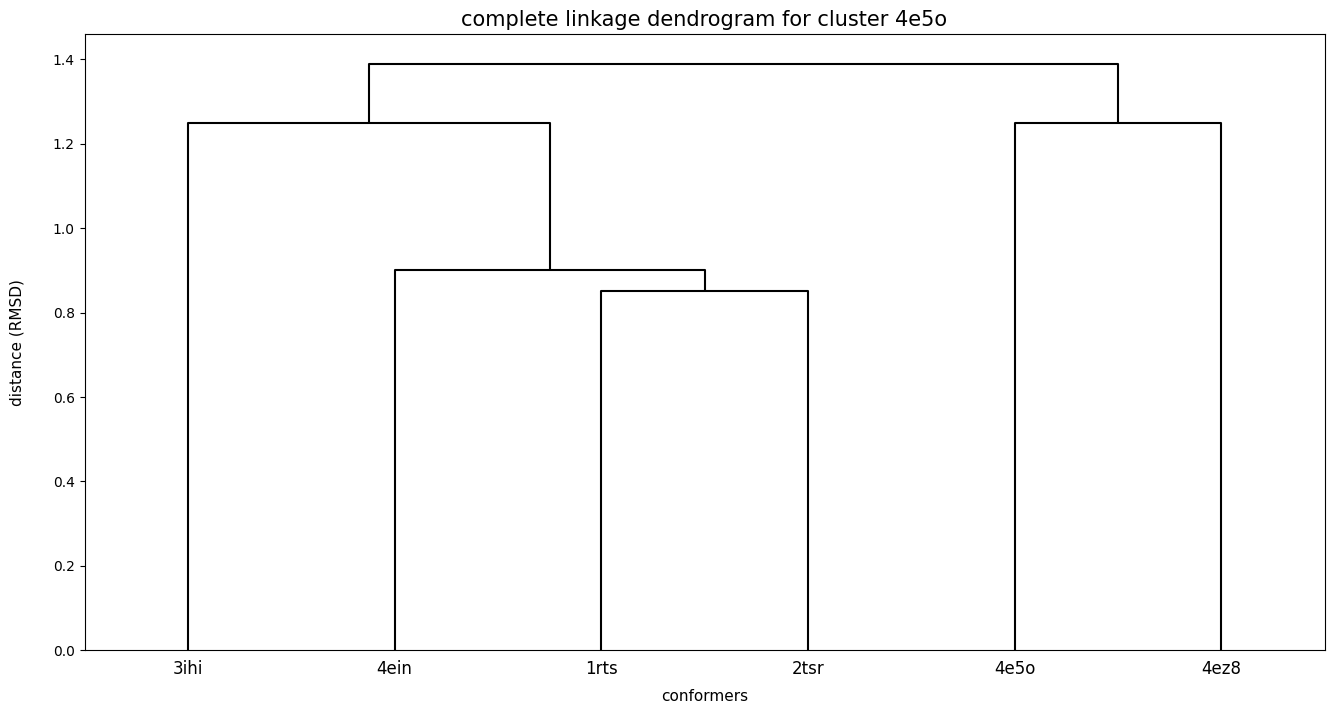 complete linkage dendrogram for cluster 4e5o
1.4
1.2
1.0
0.8
0.6
0.4
0.2
0.0
distance (RMSD)
3ihi 4ein 1rts 2tsr 4e5o 4ez8
conformers